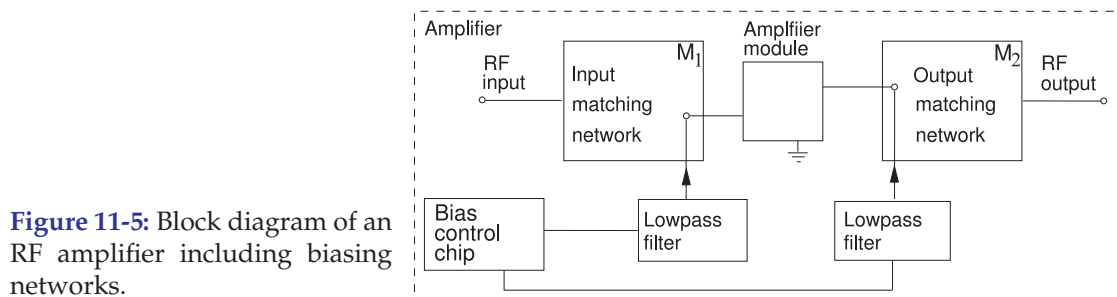 Amplifier
RF
input
Input
matching
network
M1
Amplfiier
module
M2
Output
matching
network
RF
output
Bias
control
chip
Lowpass
filter
Lowpass
filter
Figure 11-5: Block diagram of an
RF amplifier including biasing
networks.